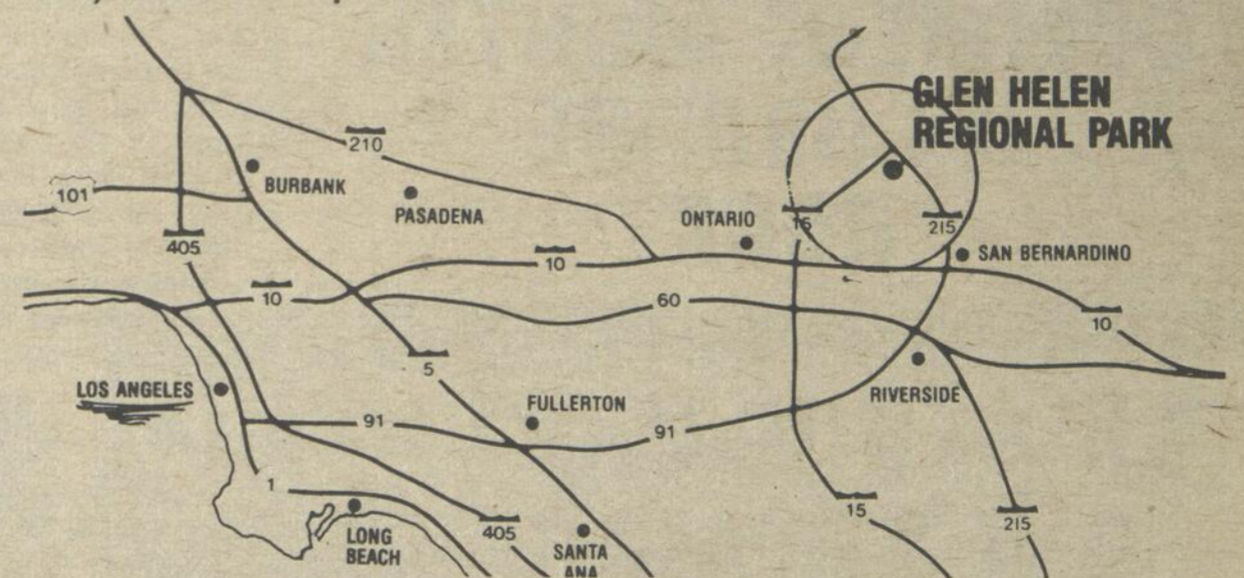 GLEN HELEN
REGIONAL PARK
210
BURBANK
101
PASADENA
ONTARIO
15
215
405
SAN BERNARDINO
10
10
60
10
5
LOS ANGELES
RIVERSIDE
FULLERTON
91
91
1
15
405
215
LONG
BEACH
SANTA
ANA